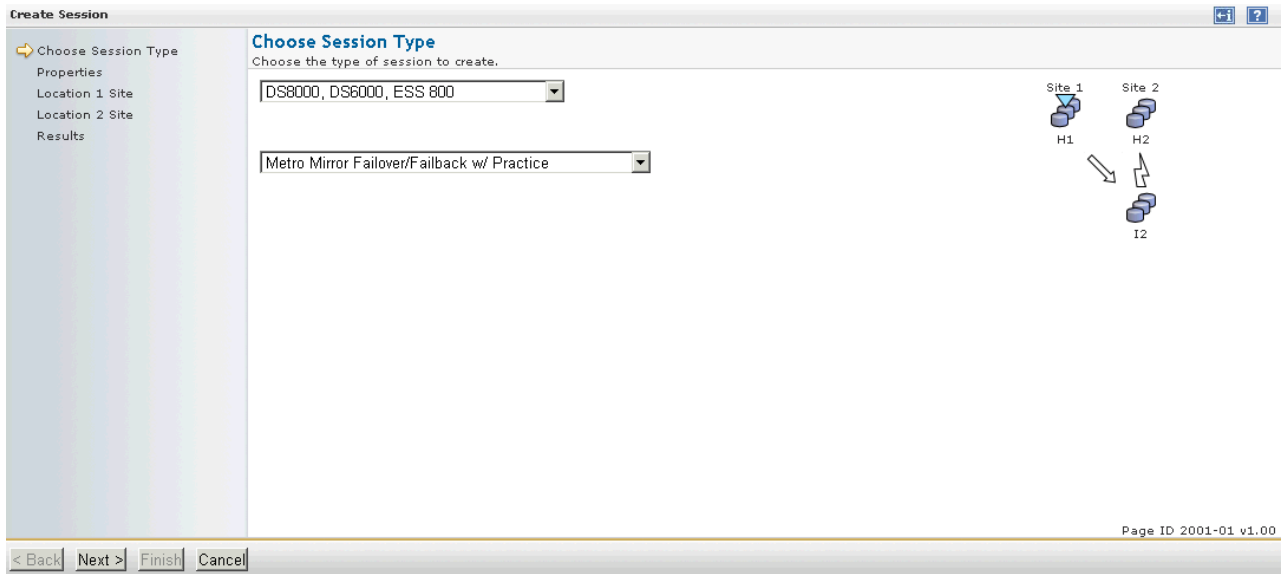 Create Session
?
Choose Session Type
Properties
Location 1 Site
Location 2 Site
Results
Choose Session Type
Choose the type of session to create.
DS8000, DS6000, ESS 800
Metro Mirror Failover/Failback w/ Practice
Site 1 Site 2
H1 H2
I2
Page ID 2001-01 v1.00
< Back Next > Finish Cancel